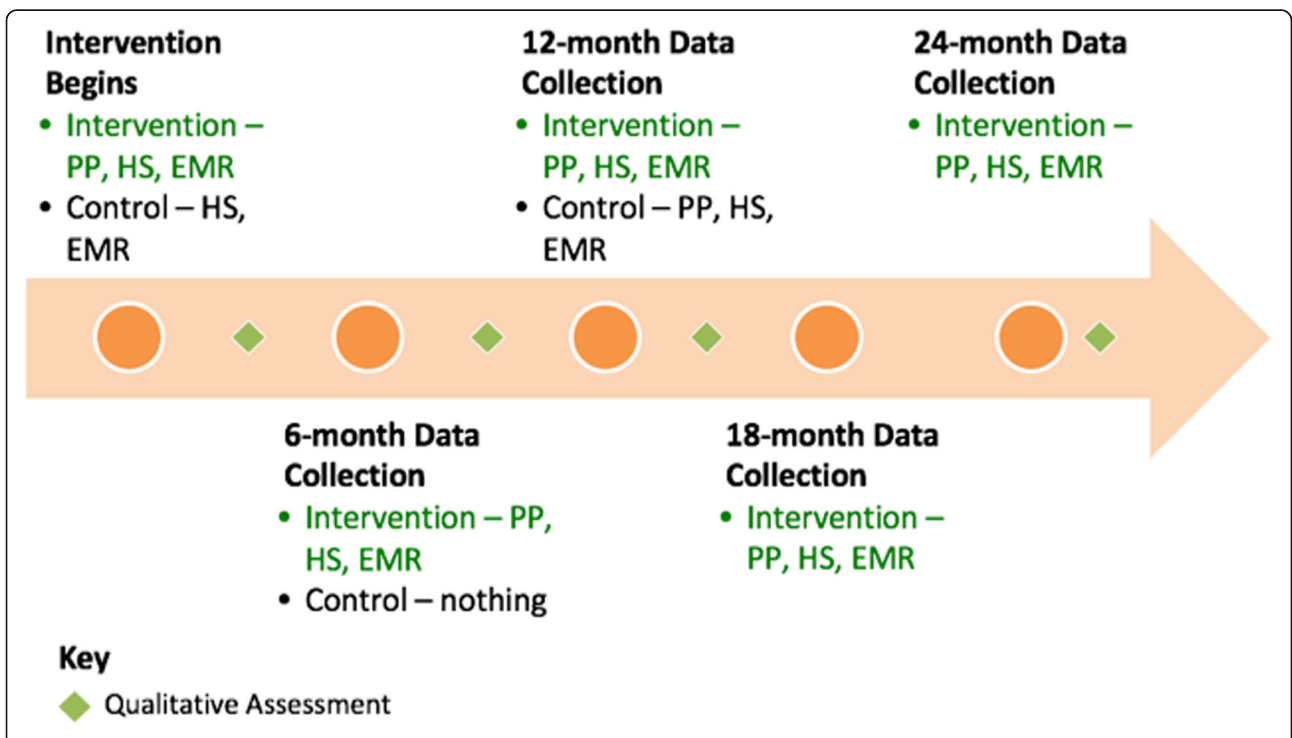 Intervention
Begins
• Intervention –
PP, HS, EMR
• Control – HS,
EMR
12-month Data
Collection
• Intervention –
PP, HS, EMR
• Control – PP, HS,
EMR
24-month Data
Collection
• Intervention –
PP, HS, EMR
6-month Data
Collection
• Intervention – PP,
HS, EMR
• Control – nothing
18-month Data
Collection
• Intervention –
PP, HS, EMR
Key
Qualitative Assessment